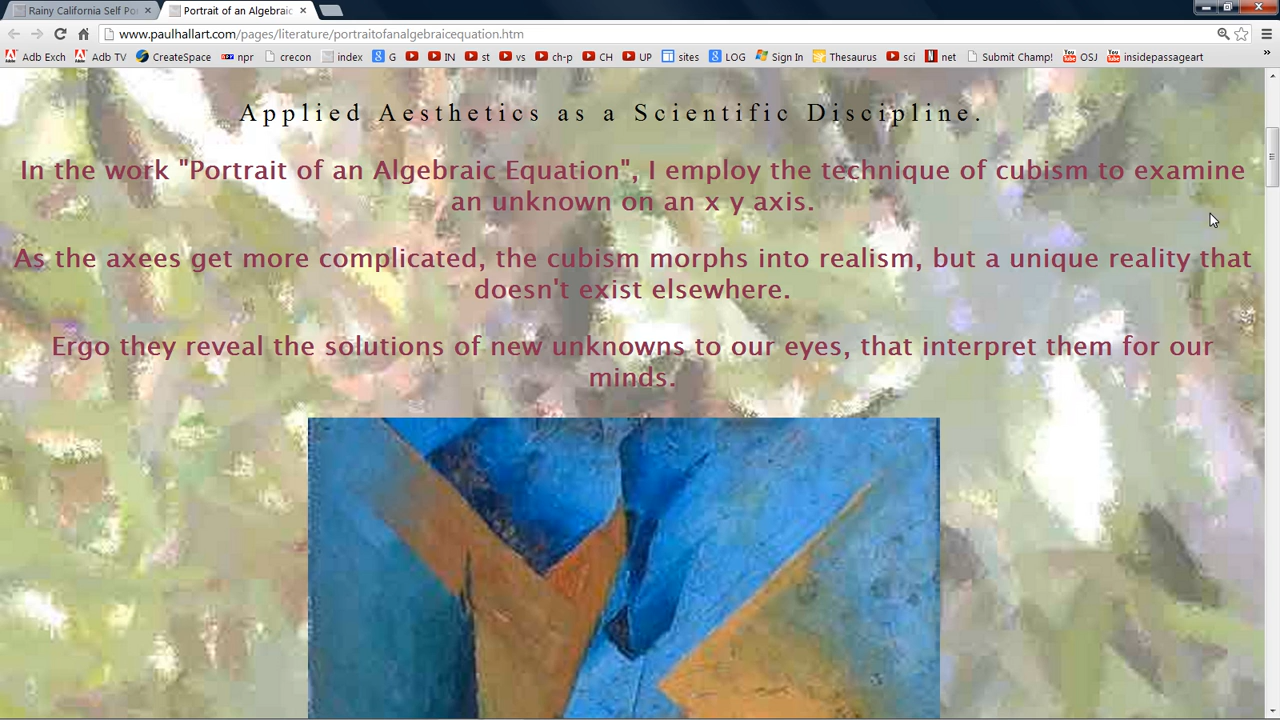 Rainy California Self Po
Portrait of an Algebraic
www.paulhallart.com/pages/literature/portraitofanalgebraicequation.htm
Adb Exch Adb TV CreateSpace npr crecon index G IN st vs ch-p CH UP sites LOG Sign In Thesaurus sci net Submit Champ! OSJ insidepassageart »
Applied Aesthetics as a Scientific Discipline.
In the work "Portrait of an Algebraic Equation", I employ the technique of cubism to examine
an unknown on an x y axis.
As the axees get more complicated, the cubism morphs into realism, but a unique reality that
doesn't exist elsewhere.
Ergo they reveal the solutions of new unknowns to our eyes, that interpret them for our
minds.